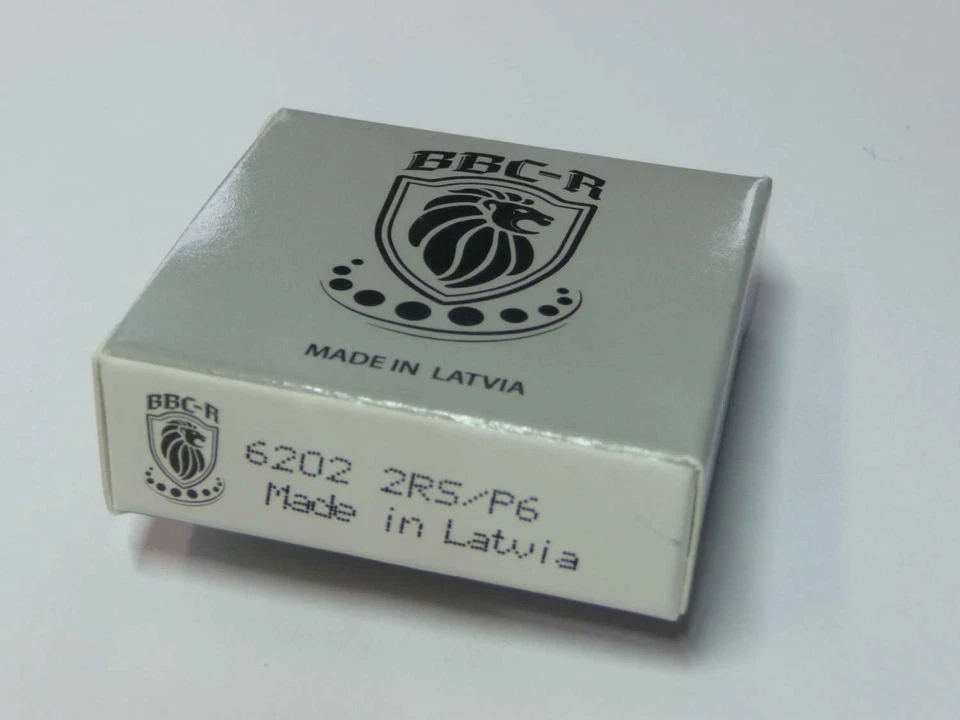 BBC-R
MADE IN LATVIA
BBC-R
6202 2RS/P6
Made in Latvia